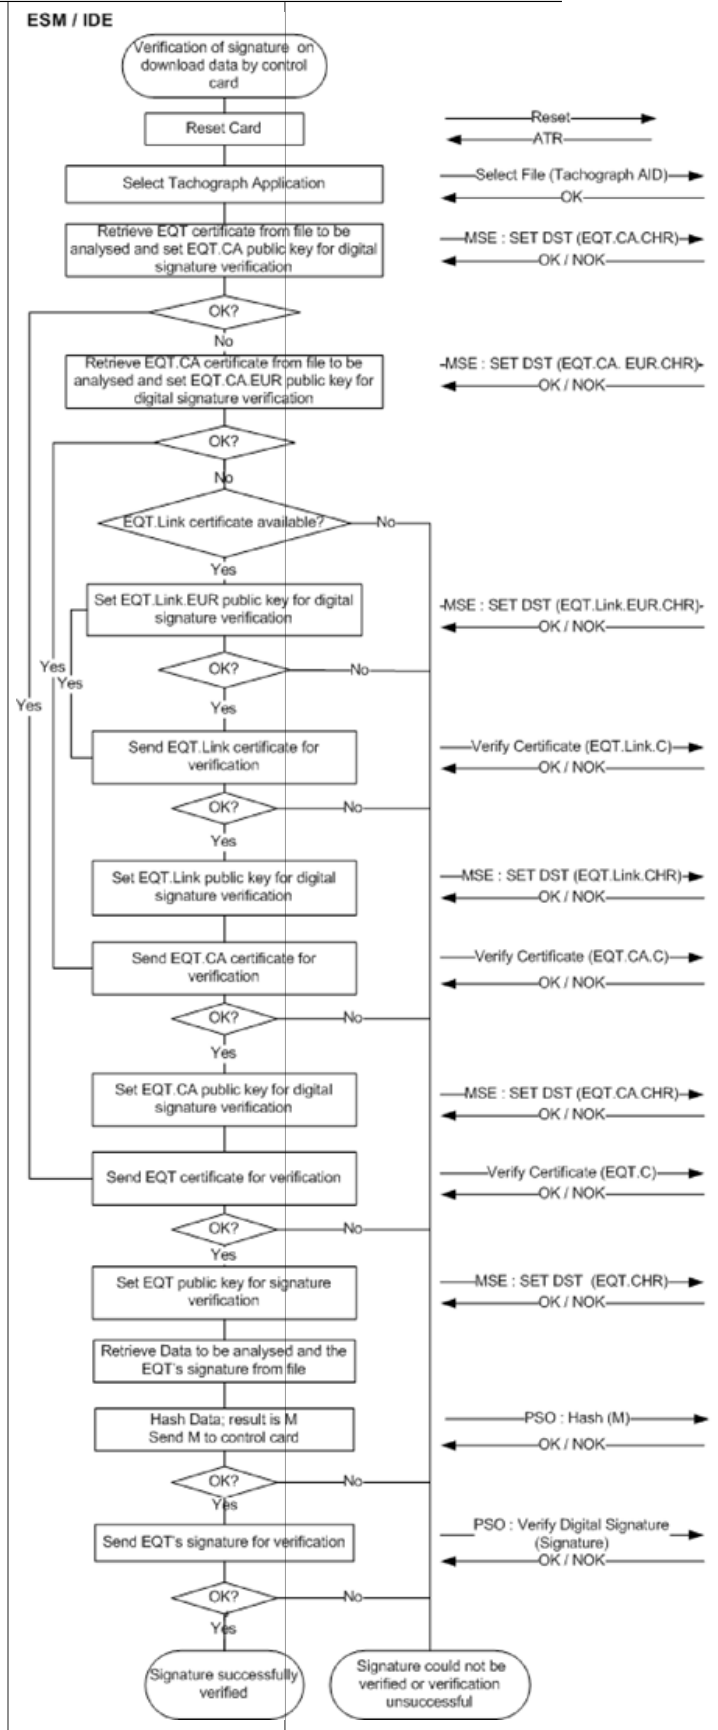 ESM / IDE
Verification of signature on
download data by control
card
Reset Card
Reset
ATR
Select Tachograph Application
Select File (Tachograph AID)
OK
Retrieve EQT certificate from file to be
analysed and set EQT.CA public key for digital
signature verification
MSE : SET DST (EQT.CA.CHR)
OK / NOK
OK?
No
Retrieve EQT.CA certificate from file to be
analysed and set EQT.CA.EUR public key for
digital signature verification
MSE : SET DST (EQT.CA. EUR.CHR)
OK / NOK
OK?
No
EQT.Link certificate available?
No
Yes
Set EQT.Link.EUR public key for digital
signature verification
MSE : SET DST (EQT.Link.EUR.CHR)
OK / NOK
OK?
No
Yes
Yes
Yes
Yes
Send EQT.Link certificate for
verification
Verify Certificate (EQT.Link.C)
OK / NOK
OK?
No
Yes
Set EQT.Link public key for digital
signature verification
MSE : SET DST (EQT.Link.CHR)
OK / NOK
Send EQT.CA certificate for
verification
Verify Certificate (EQT.CA.C)
OK / NOK
OK?
No
Yes
Set EQT.CA public key for digital
signature verification
MSE : SET DST (EQT.CA.CHR)
OK / NOK
Send EQT certificate for verification
Verify Certificate (EQT.C)
OK / NOK
OK?
No
Yes
Set EQT public key for signature
verification
MSE : SET DST (EQT.CHR)
OK / NOK
Retrieve Data to be analysed and the
EQT's signature from file
Hash Data; result is M
Send M to control card
PSO : Hash (M)
OK / NOK
OK?
No
Yes
Send EQT's signature for verification
PSO : Verify Digital Signature
(Signature)
OK / NOK
OK?
No
Yes
Signature successfully
verified
Signature could not be
verified or verification
unsuccessful